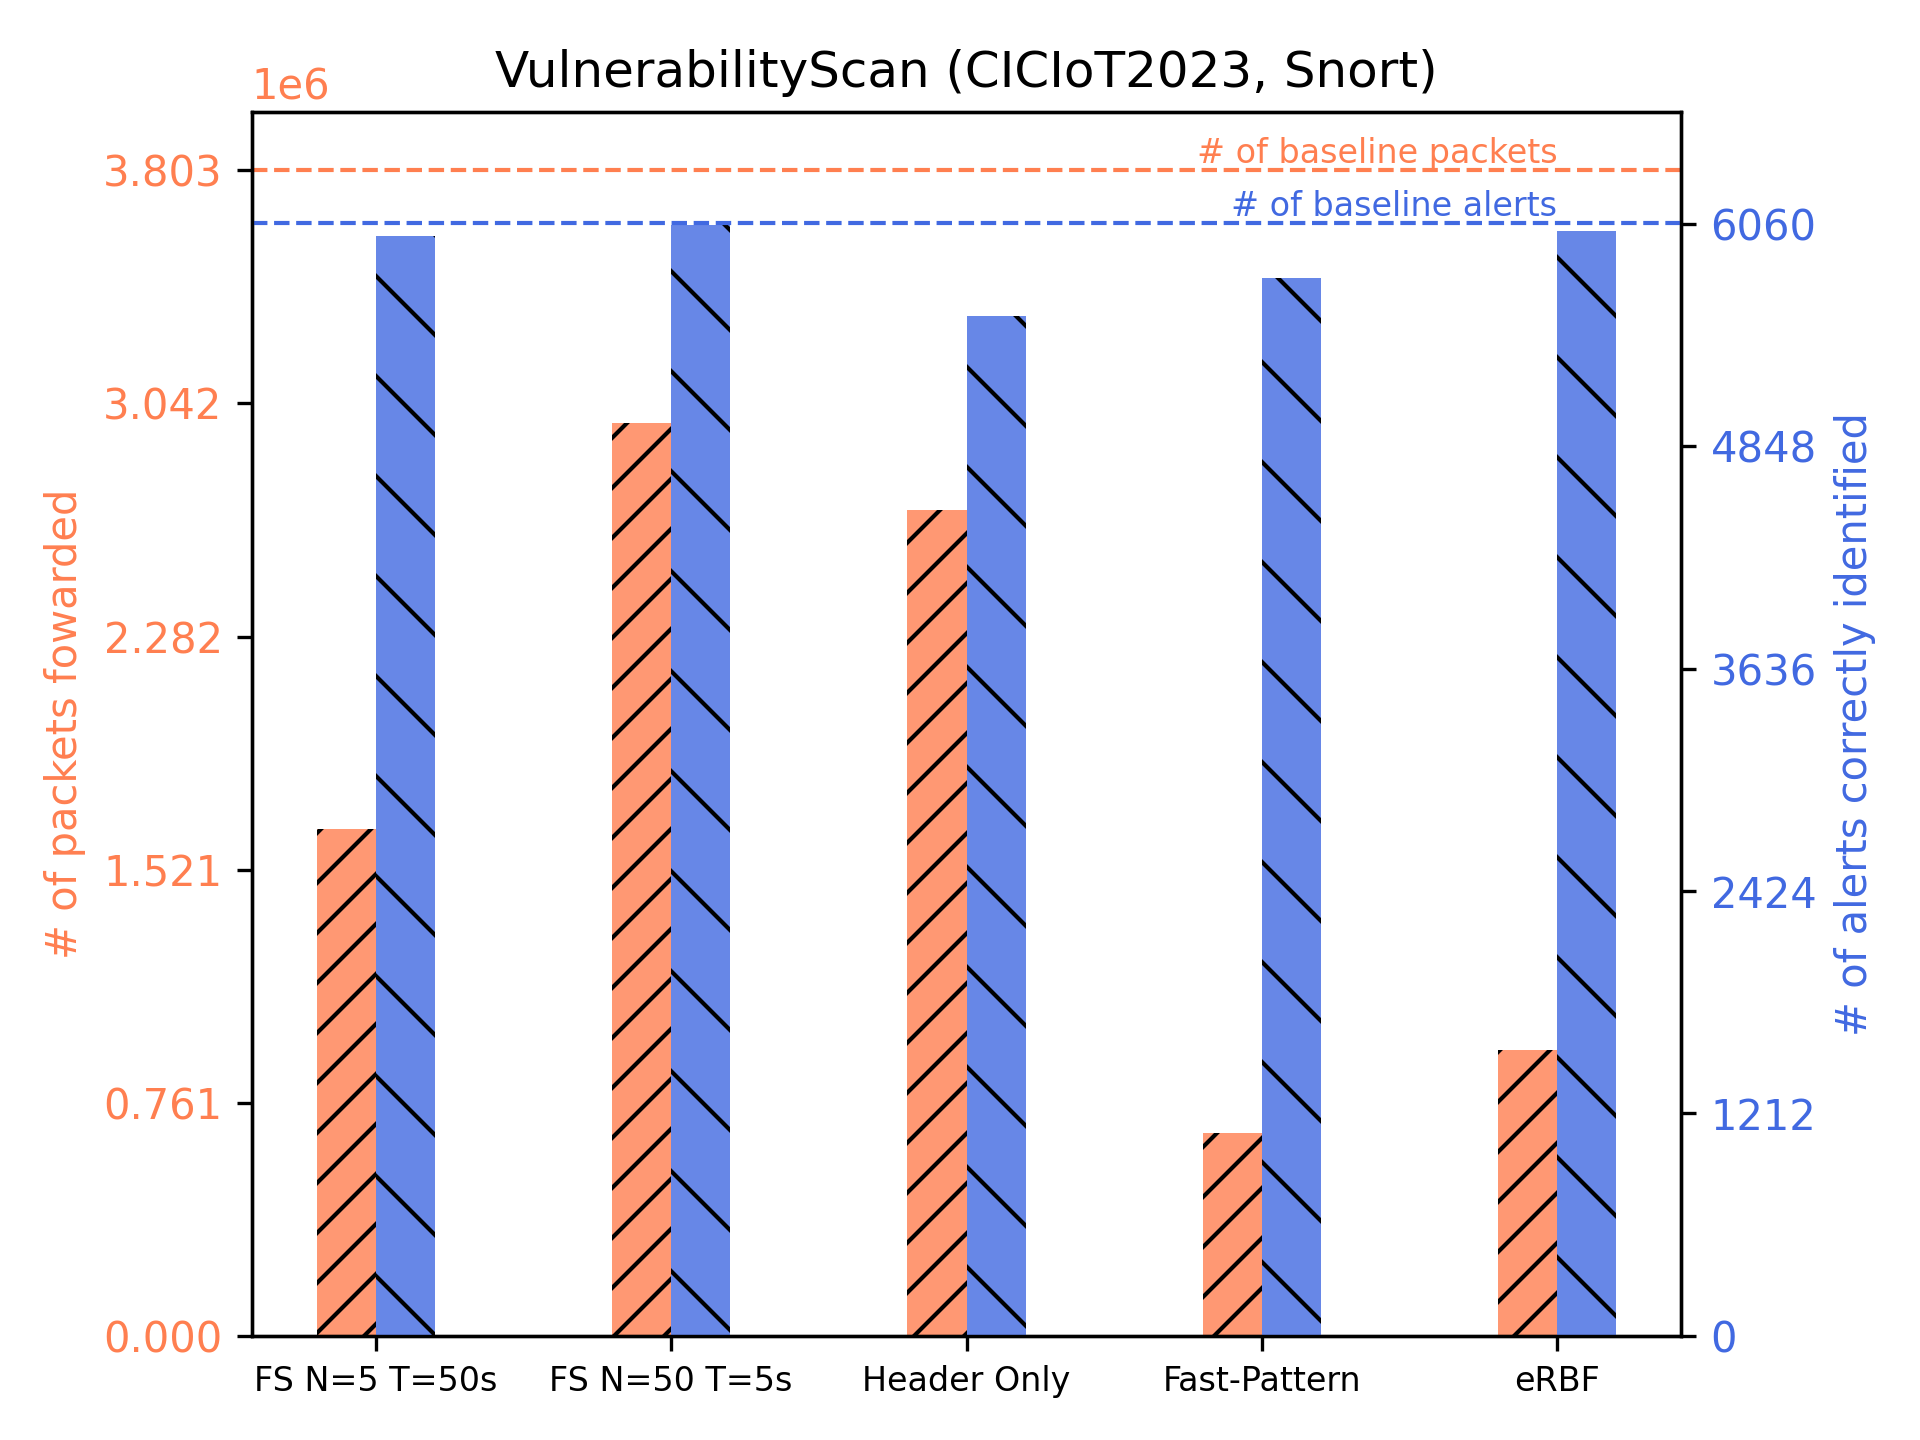 VulnerabilityScan (CICIoT2023, Snort)
1e6
# of baseline packets
# of baseline alerts
3.803
3.042
2.282
1.521
0.761
0.000
# of packets fowarded
6060
4848
3636
2424
1212
0
# of alerts correctly identified
FS N=5 T=50s
FS N=50 T=5s
Header Only
Fast-Pattern
eRBF